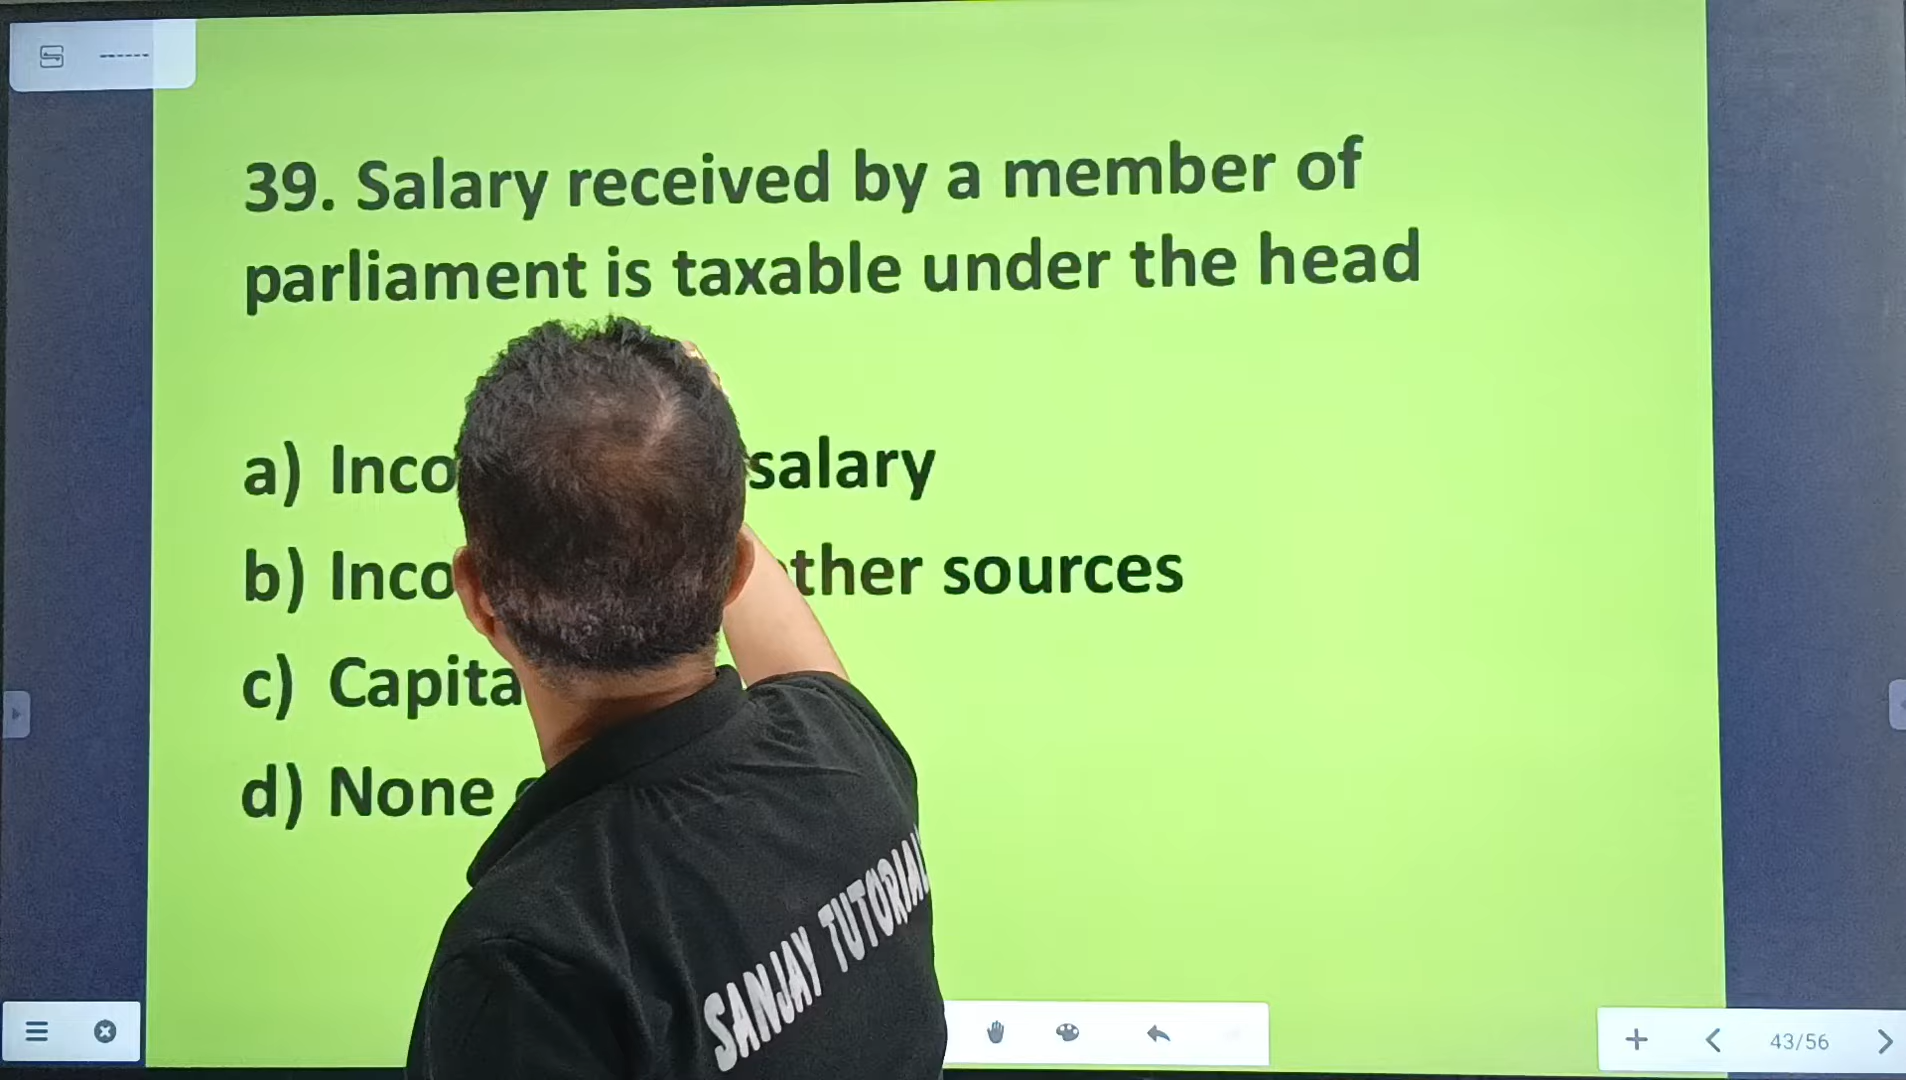 39. Salary received by a member of
parliament is taxable under the head
a) Inco salary
b) Inco ther sources
c) Capita
d) None
SANJAY TUTORIAL
43/56